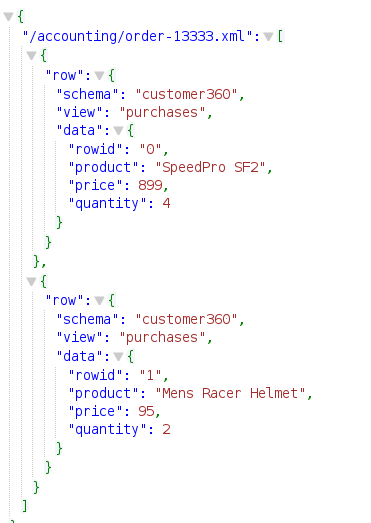 {
"/accounting/order-13333.xml": [
{
"row": {
"schema": "customer360",
"view": "purchases",
"data": {
"rowid": "0",
"product": "SpeedPro SF2",
"price": 899,
"quantity": 4
}
}
},
{
"row": {
"schema": "customer360",
"view": "purchases",
"data": {
"rowid": "1",
"product": "Mens Racer Helmet",
"price": 95,
"quantity": 2
}
}
}
]